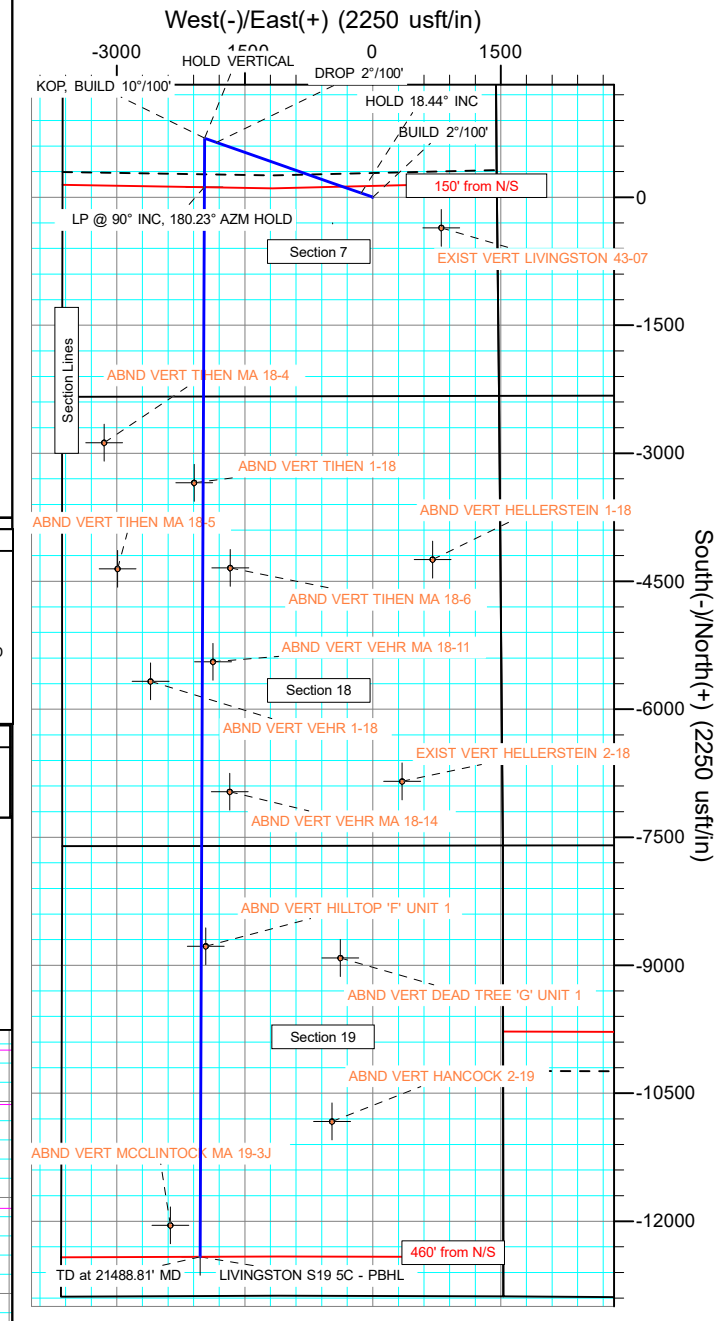 West(-)/East(+) (2250 usft/in)
-3000
-1500
0
1500
HOLD VERTICAL
DROP 2°/100'
KOP, BUILD 10°/100'
HOLD 18.44° INC
BUILD 2°/100'
150' from N/S
0
LP @ 90° INC, 180.23° AZM HOLD
Section 7
EXIST VERT LIVINGSTON 43-07
-1500
Section Lines
ABND VERT TIHEN MA 18-4
-3000
ABND VERT TIHEN 1-18
ABND VERT HELLERSTEIN 1-18
ABND VERT TIHEN MA 18-5
South(-)/North(+) (2250 usft/in)
-4500
ABND VERT TIHEN MA 18-6
ABND VERT VEHR MA 18-11
Section 18
-6000
ABND VERT VEHR 1-18
EXIST VERT HELLERSTEIN 2-18
ABND VERT VEHR MA 18-14
-7500
ABND VERT HILLTOP 'F' UNIT 1
-9000
ABND VERT DEAD TREE 'G' UNIT 1
Section 19
ABND VERT HANCOCK 2-19
-10500
ABND VERT MCCLINTOCK MA 19-3J
-12000
460' from N/S
TD at 21488.81' MD
LIVINGSTON S19 5C - PBHL